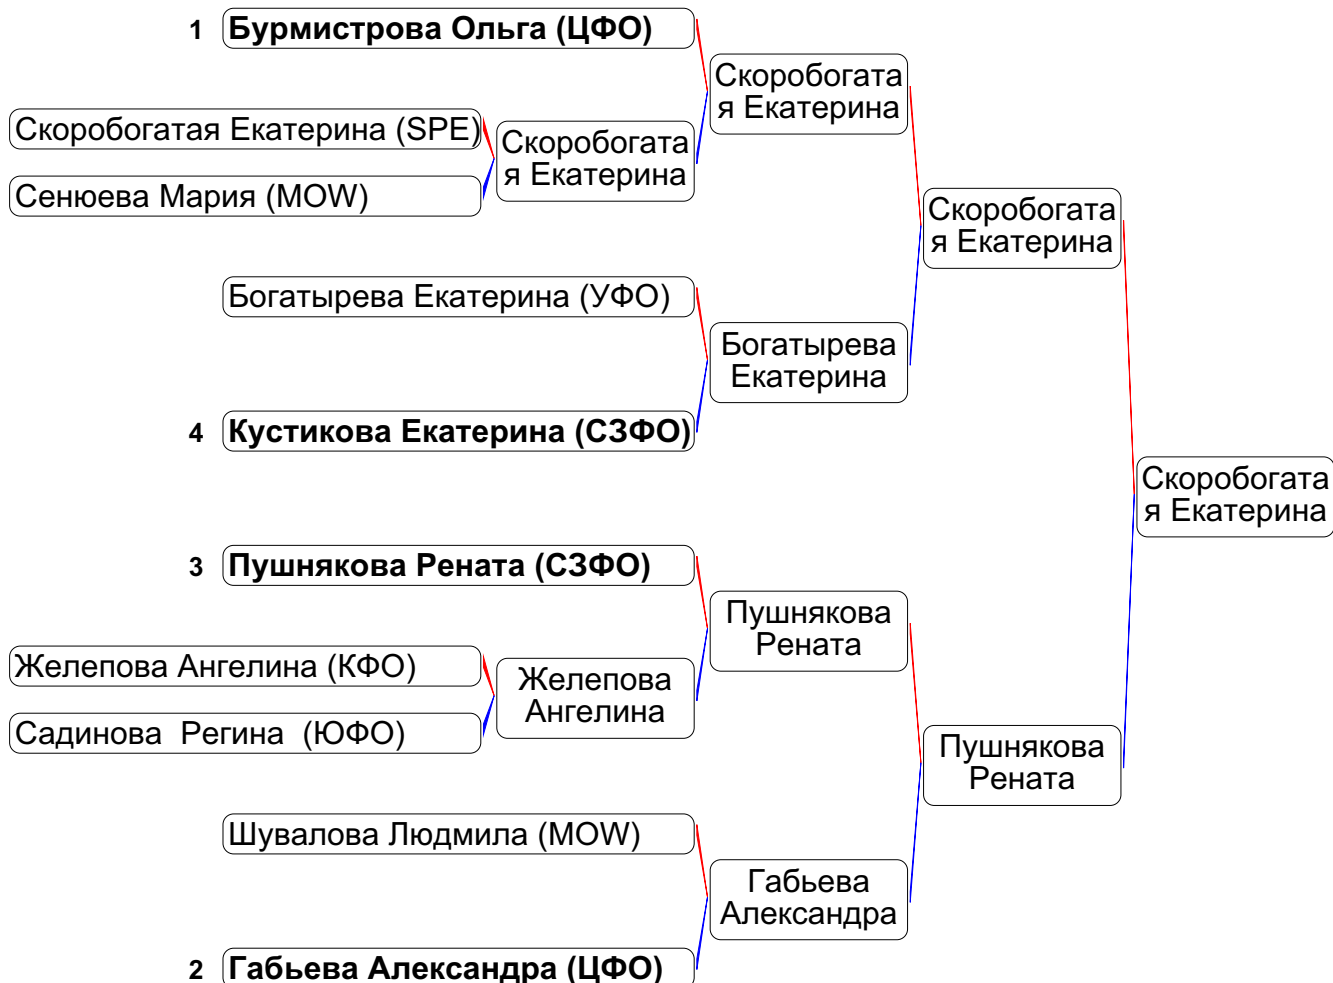 1 Бурмистрова Ольга (ЦФО)
Скоробогата
я Екатерина
Скоробогатая Екатерина (SPE)
Скоробогата
я Екатерина
Сенюева Мария (MOW)
Скоробогата
я Екатерина
Богатырева Екатерина (УФО)
Богатырева
Екатерина
4 Кустикова Екатерина (СЗФО)
Скоробогата
я Екатерина
3 Пушнякова Рената (СЗФО)
Пушнякова
Рената
Желепова Ангелина (КФО)
Желепова
Ангелина
Садинова Регина (ЮФО)
Пушнякова
Рената
Шувалова Людмила (MOW)
Габьева
Александра
2 Габьева Александра (ЦФО)